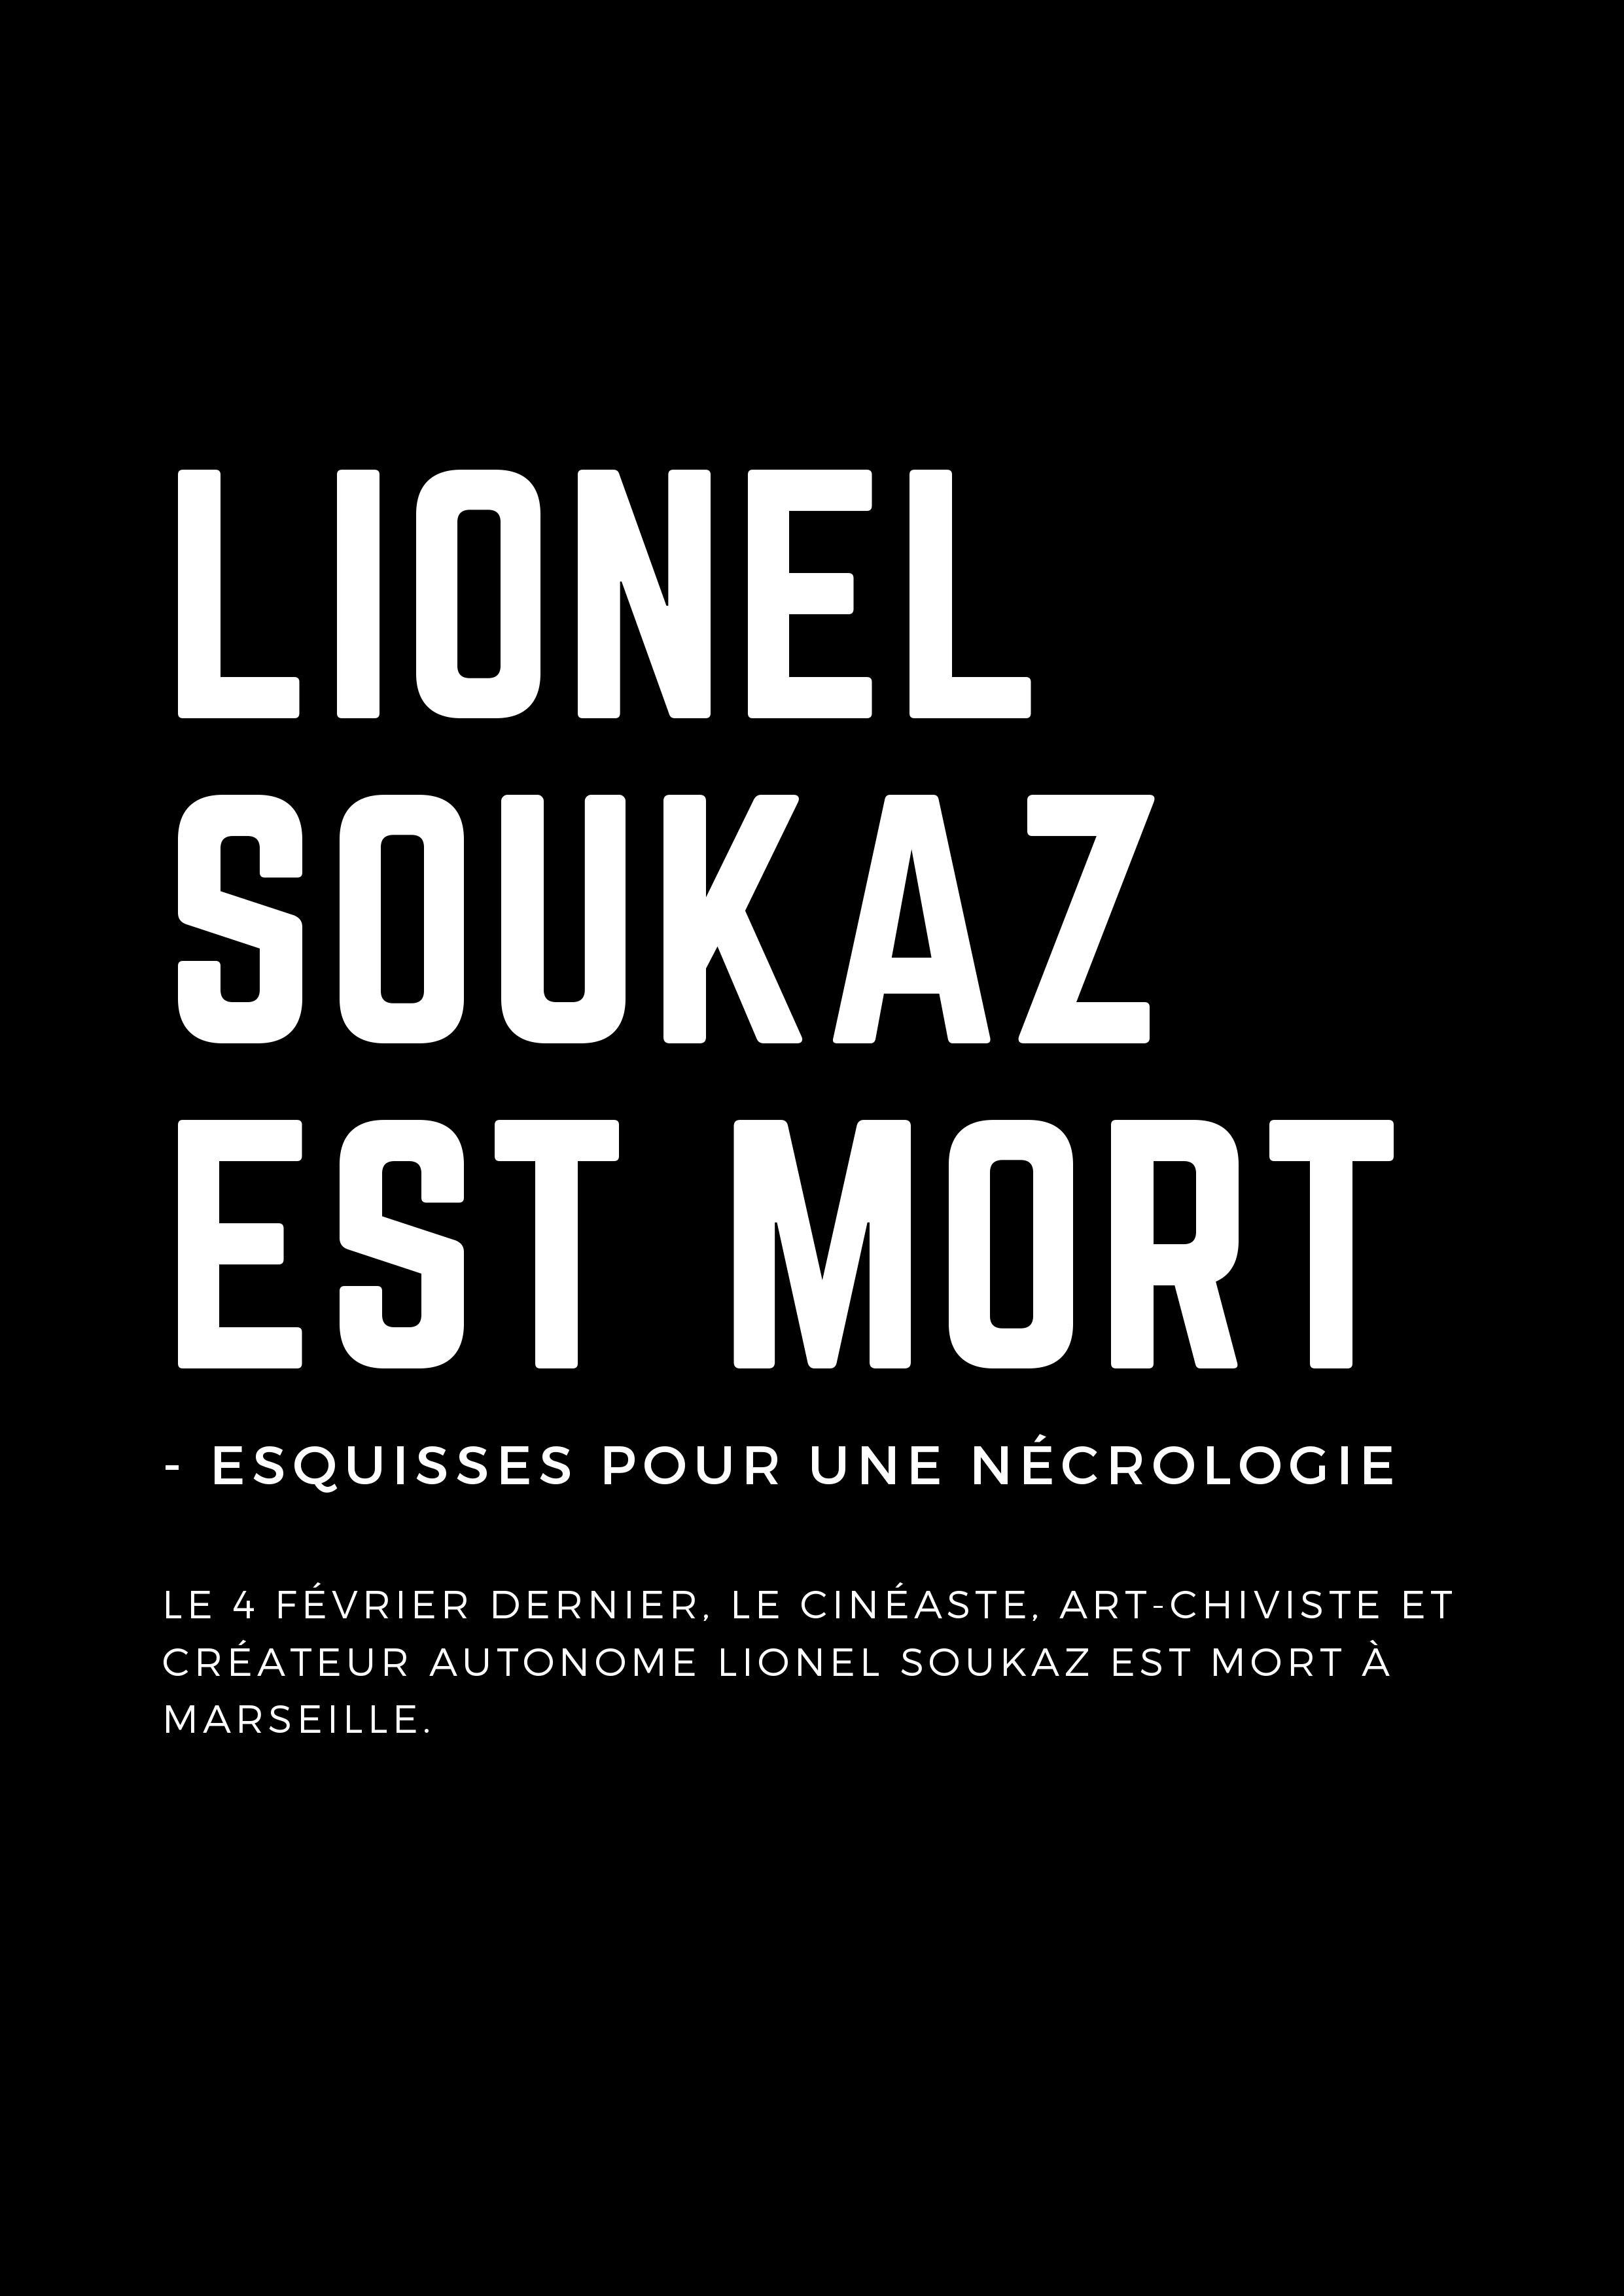 LIONEL
SOUKAZ
EST MORT
- ESQUISSES POUR UNE NÉCROLOGIE
LE 4 FÉVRIER DERNIER, LE CINÉASTE, ART-CHIVISTE ET
CRÉATEUR AUTONOME LIONEL SOUKAZ EST MORT À
MARSEILLE.